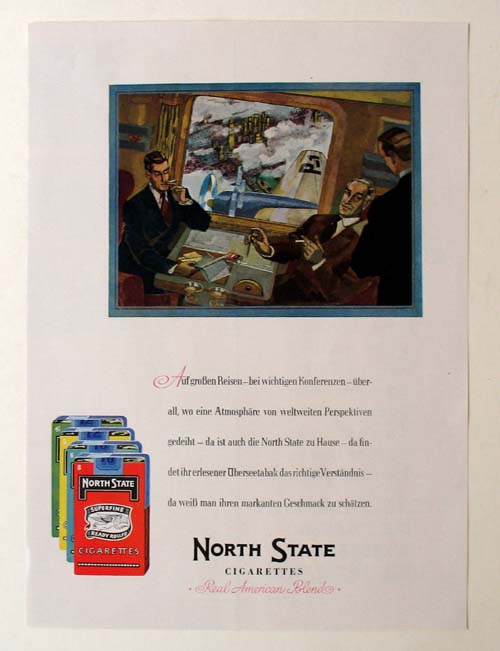 Auf großen Reisen – bei wichtigen Konferenzen – über-
all, wo eine Atmosphäre von weltweiten Perspektiven
gedeiht – da ist auch die North State zu Hause – da fin-
det ihr erlesener Überseetabak das richtige Verständnis –
da weiß man ihren markanten Geschmack zu schätzen.
NORTH STATE
SUPERFINE
READY ROLLED
CIGARETTES
NORTH STATE
CIGARETTES
Real American Blend